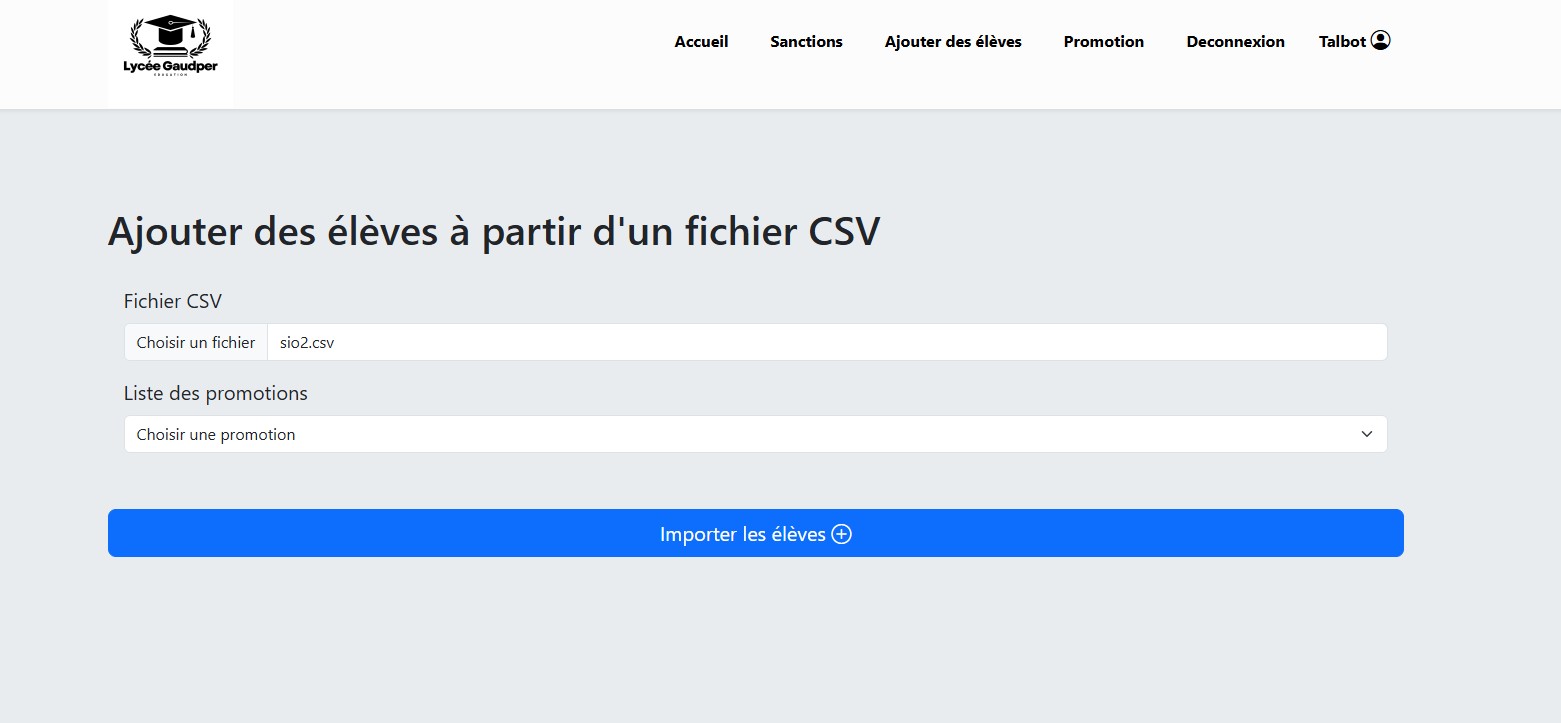 Lycée Gaudper
EDUCATION
Accueil Sanctions Ajouter des élèves Promotion Deconnexion Talbot
Ajouter des élèves à partir d'un fichier CSV
Fichier CSV
Choisir un fichier sio2.csv
Liste des promotions
Choisir une promotion
Importer les élèves